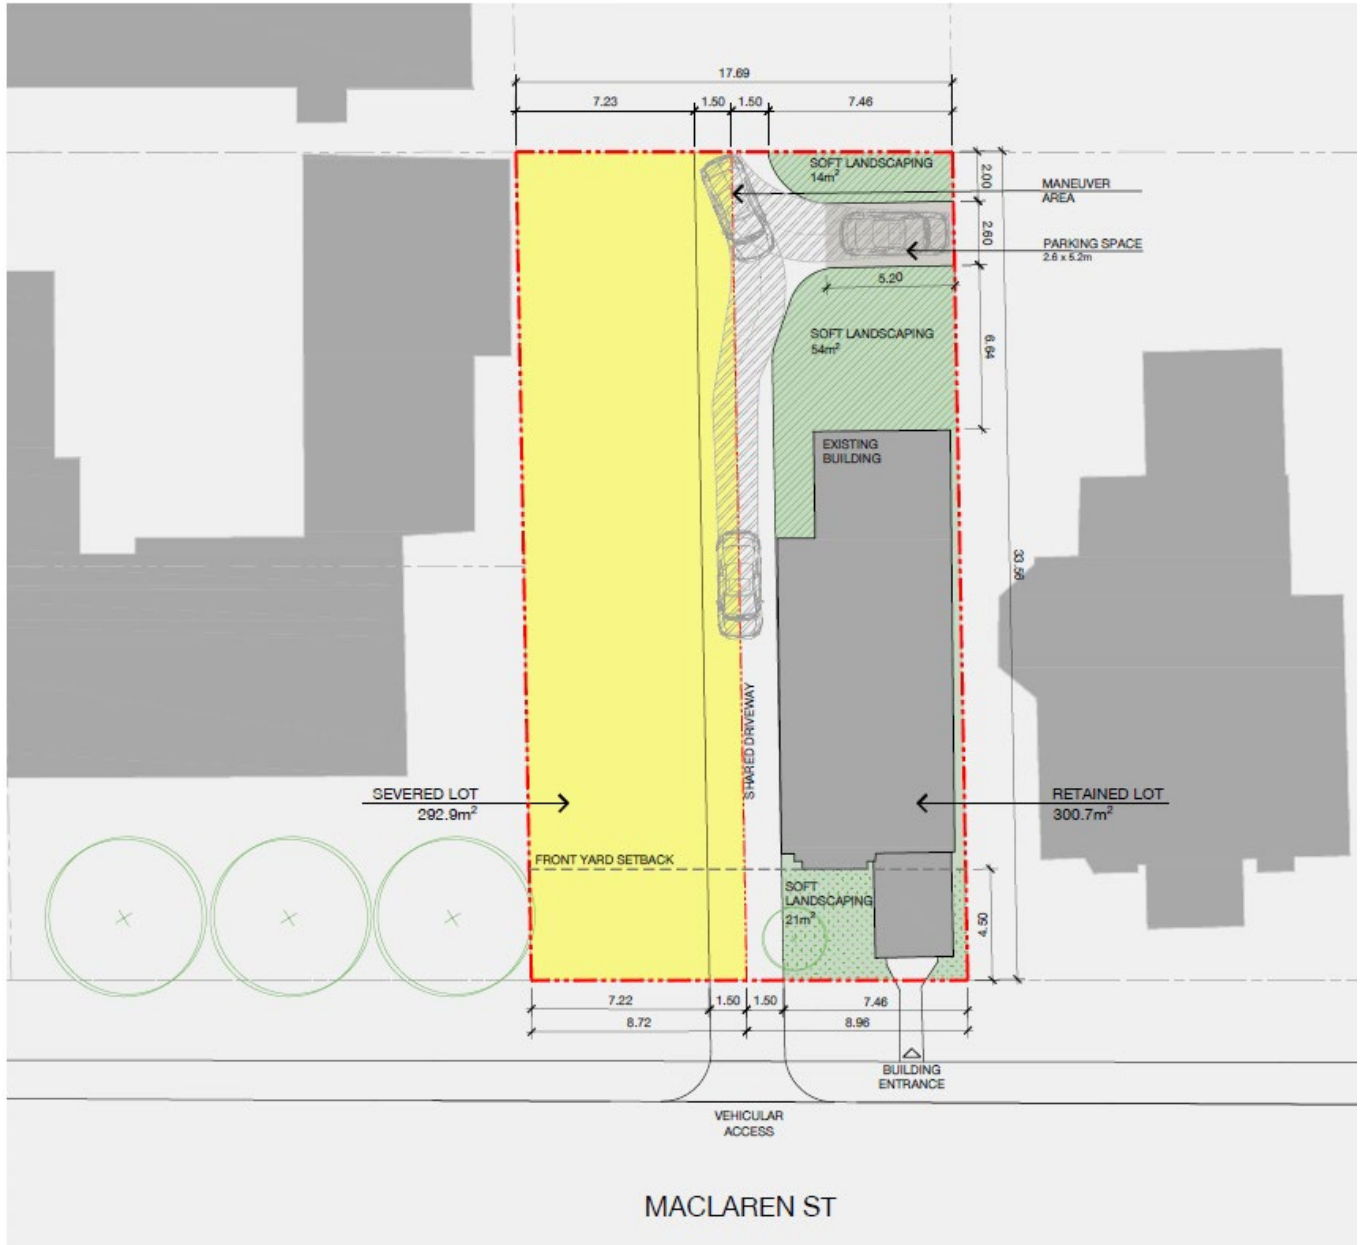 17.69
7.23
1.50
1.50
7.46
SOFT LANDSCAPING
14m²
2.00
MANEUVER
AREA
2.60
PARKING SPACE
2.6 x 5.2m
5.20
SOFT LANDSCAPING
54m²
6.64
EXISTING
BUILDING
33.56
SHARED DRIVEWAY
SEVERED LOT
292.9m²
RETAINED LOT
300.7m²
FRONT YARD SETBACK
SOFT
LANDSCAPING
21m²
4.50
7.22
1.50
1.50
7.46
8.72
8.96
BUILDING
ENTRANCE
VEHICULAR
ACCESS
MACLAREN ST